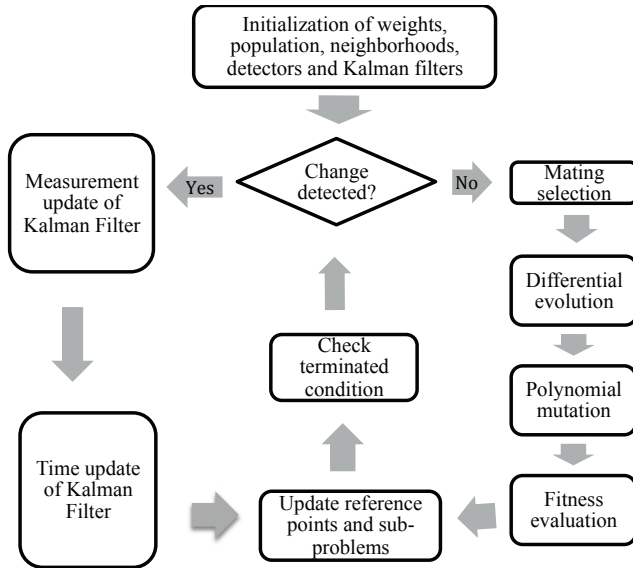 Initialization of weights,
population, neighborhoods,
detectors and Kalman filters
Change
detected?
Yes
No
Measurement
update of
Kalman Filter
Mating
selection
Differential
evolution
Check
terminated
condition
Polynomial
mutation
Time update
of Kalman
Filter
Update reference
points and sub-
problems
Fitness
evaluation